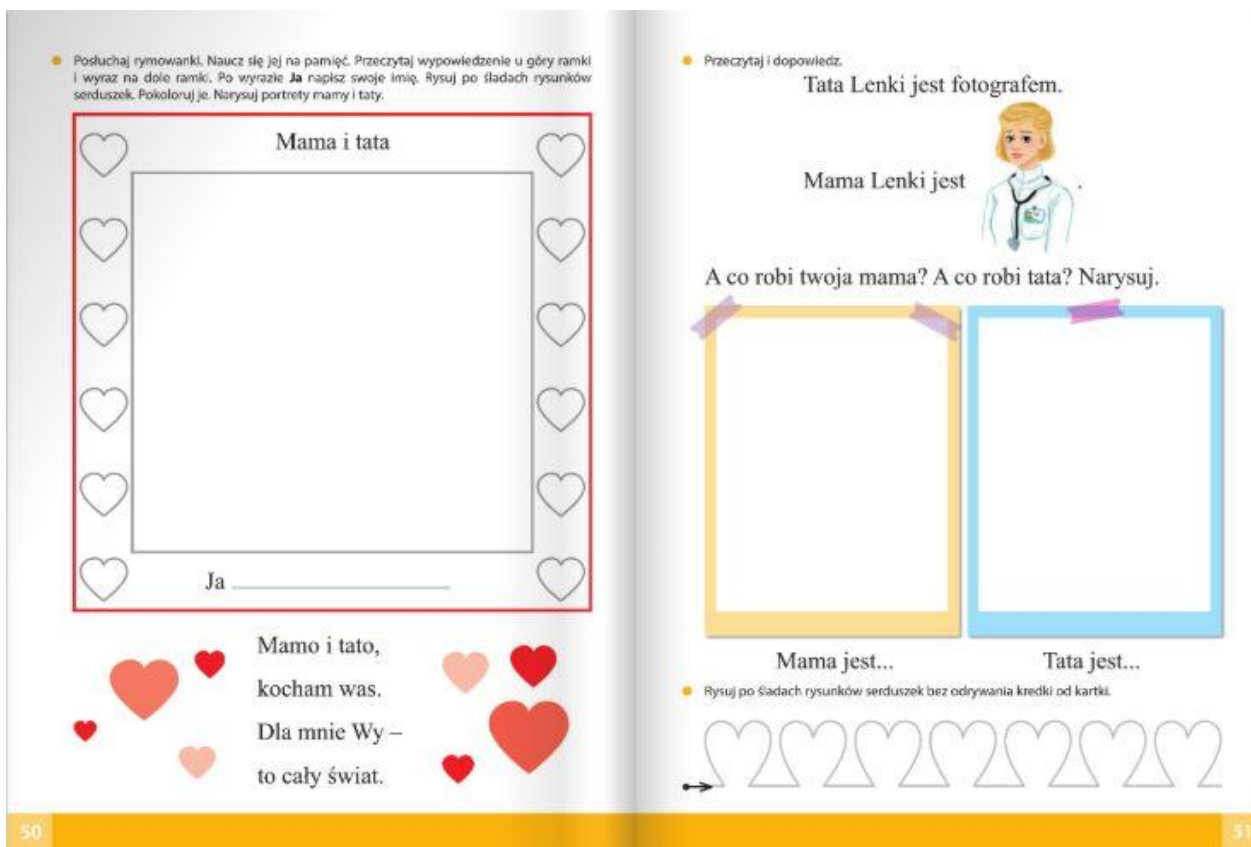 Posłuchaj rymowanki. Naucz się jej na pamięć. Przeczytaj wypowiedzenie u góry ramki
i wyraz na dole ramki. Po wyrazie Ja napisz swoje imię. Rysuj po śladach rysunków
serduszek. Pokoloruj je. Narysuj portrety mamy i taty.
Mama i tata
Ja
Mamo i tato,
kocham was.
Dla mnie Wy –
to cały świat.
50
Przeczytaj i dopowiedz.
Tata Lenki jest fotografem.
Mama Lenki jest .
A co robi twoja mama? A co robi tata? Narysuj.
Mama jest... Tata jest...
Rysuj po śladach rysunków serduszek bez odrywania kredki od kartki.
51